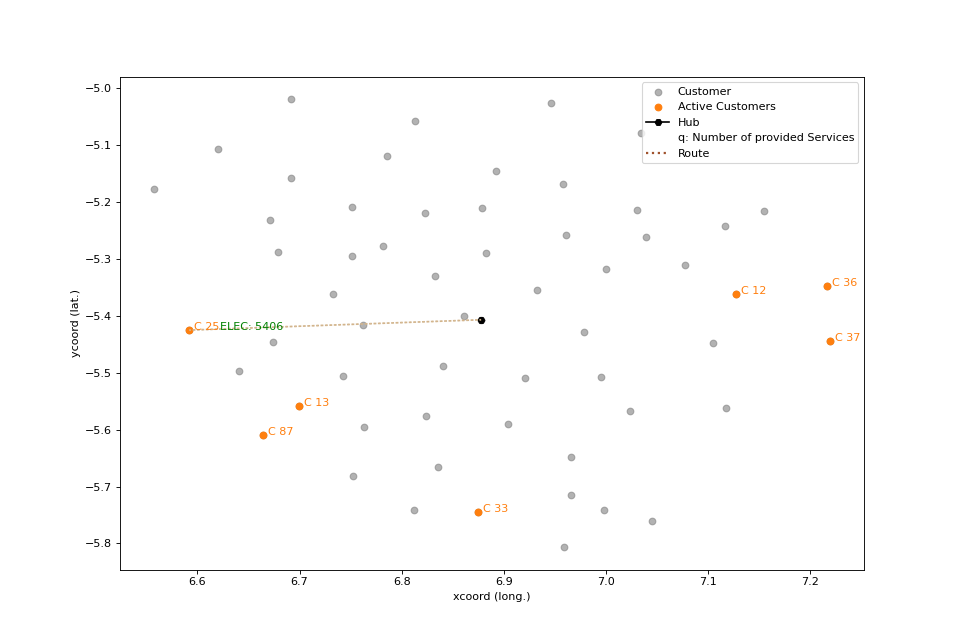 Customer
Active Customers
Hub
q: Number of provided Services
Route
−5.0
−5.1
−5.2
−5.3
−5.4
−5.5
−5.6
−5.7
−5.8
ycoord (lat.)
C 36
C 12
C 25 ELEC: 5406
C 37
C 13
C 87
C 33
6.6 6.7 6.8 6.9 7.0 7.1 7.2
xcoord (long.)